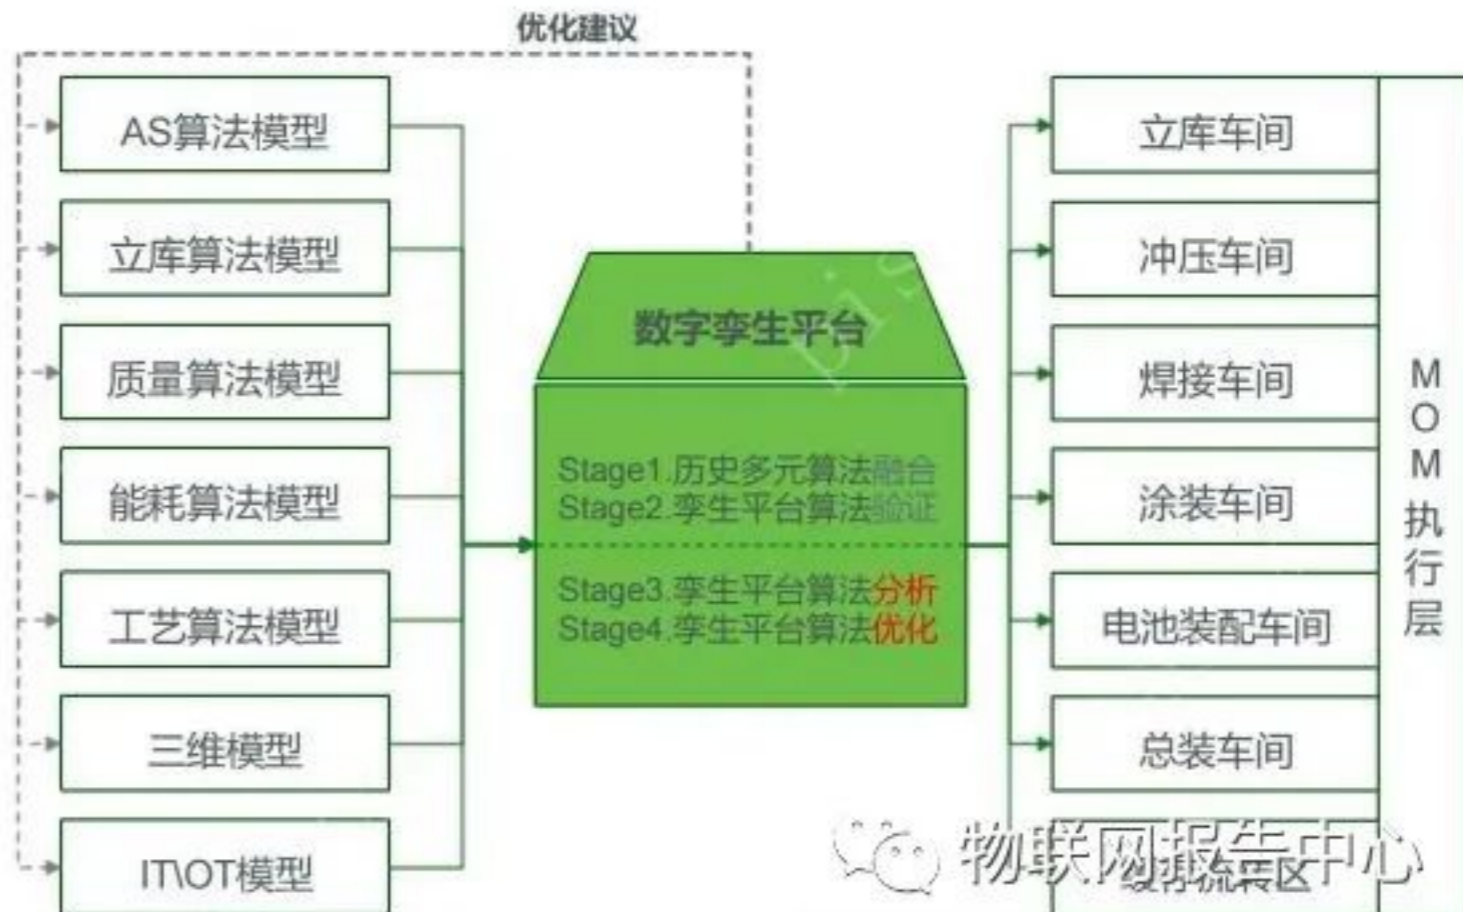 优化建议
AS算法模型
立库算法模型
质量算法模型
能耗算法模型
工艺算法模型
三维模型
IT\OT模型
数字孪生平台
Stage1.历史多元算法融合
Stage2.孪生平台算法验证
Stage3.孪生平台算法分析
Stage4.孪生平台算法优化
立库车间
冲压车间
焊接车间
涂装车间
电池装配车间
总装车间
MOM执行层
物联网报告中心